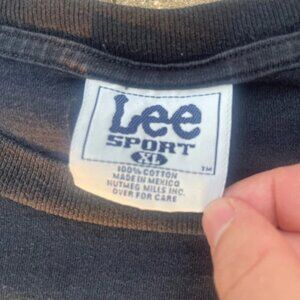 Lee
SPORT
XL
TM
100% COTTON
MADE IN MEXICO
NUTMEG MILLS INC.
OVER FOR CARE